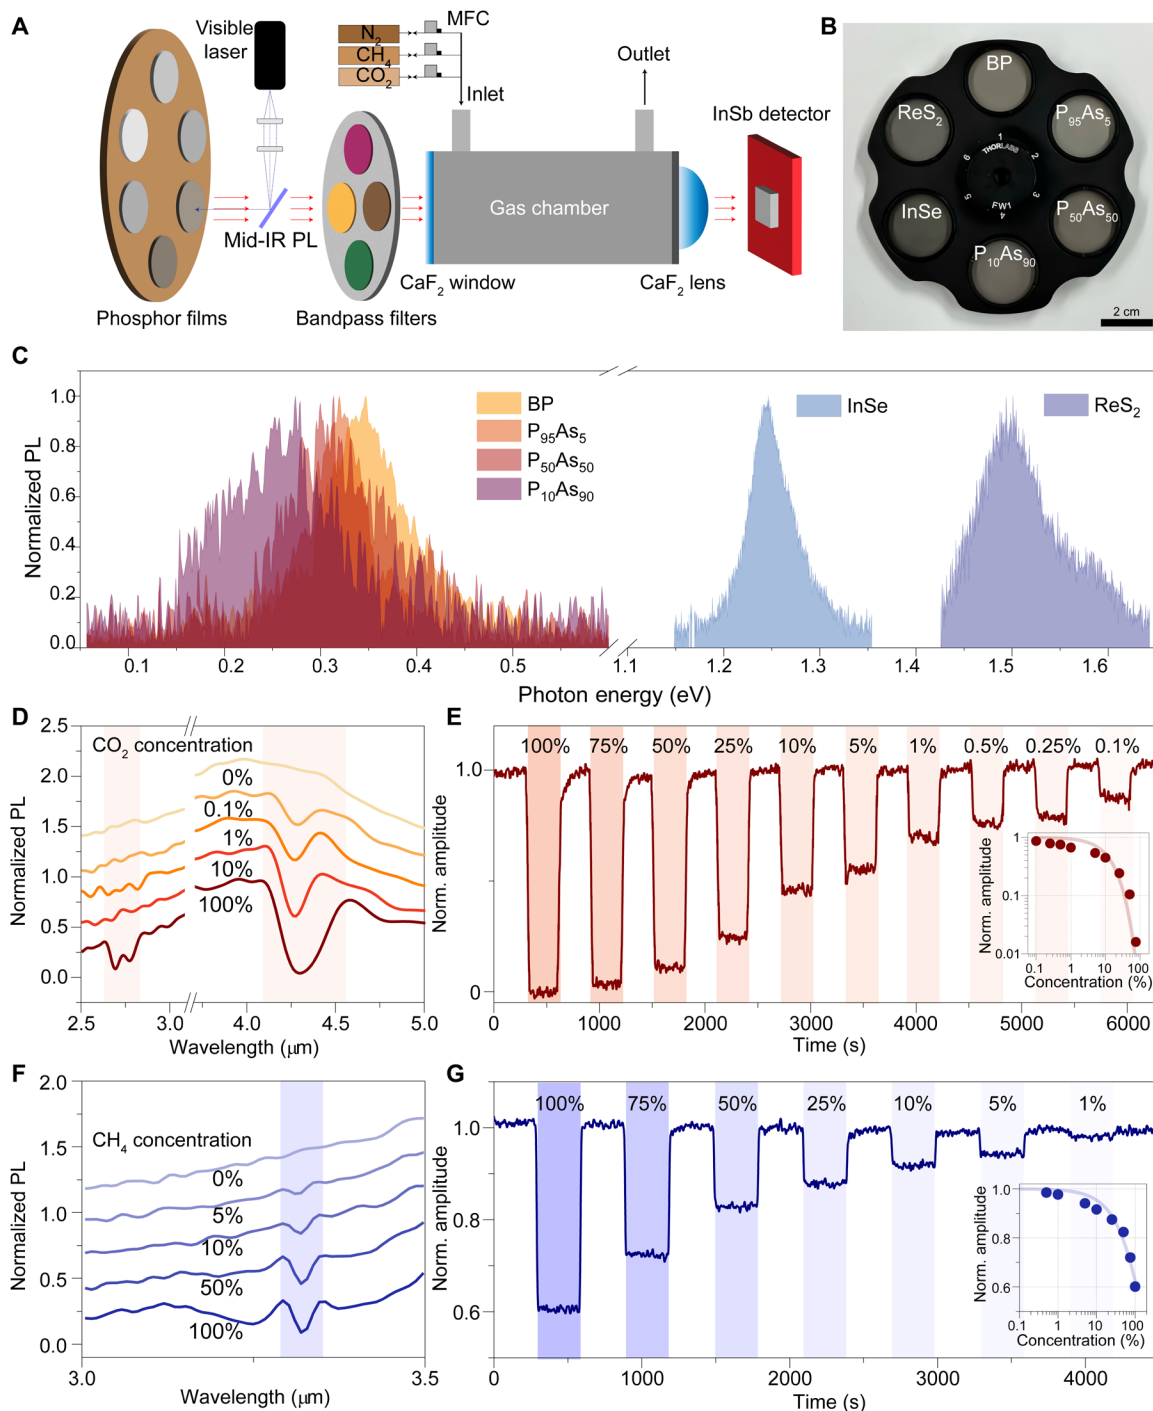 A
Visible
laser
N₂
CH₄
CO₂
MFC
Inlet
Outlet
InSb detector
Gas chamber
Mid-IR PL
CaF₂ window
CaF₂ lens
Phosphor films
Bandpass filters
B
BP
ReS₂
P₉₅As₅
InSe
P₅₀As₅₀
P₁₀As₉₀
1
2
3
4
5
6
THORLABS
FW1
2 cm
C
Normalized PL
1.0
0.8
0.6
0.4
0.2
0.0
BP
P₉₅As₅
P₅₀As₅₀
P₁₀As₉₀
InSe
ReS₂
0.1 0.2 0.3 0.4 0.5 1.1 1.2 1.3 1.4 1.5 1.6
Photon energy (eV)
D
Normalized PL
2.5
2.0
1.5
1.0
0.5
0.0
CO₂ concentration
0%
0.1%
1%
10%
100%
2.5 3.0 4.0 4.5 5.0
Wavelength (μm)
E
Norm. amplitude
1.0
0
100% 75% 50% 25% 10% 5% 1% 0.5% 0.25% 0.1%
0 1000 2000 3000 4000 5000 6000
Time (s)
Norm. amplitude
1
0.1
0.01
0.1 1 10 100
Concentration (%)
F
Normalized PL
2.0
1.5
1.0
0.5
0.0
CH₄ concentration
0%
5%
10%
50%
100%
3.0 3.5
Wavelength (μm)
G
Norm. amplitude
1.0
0.8
0.6
100% 75% 50% 25% 10% 5% 1%
0 1000 2000 3000 4000
Time (s)
Norm. amplitude
1.0
0.8
0.6
0.1 1 10 100
Concentration (%)